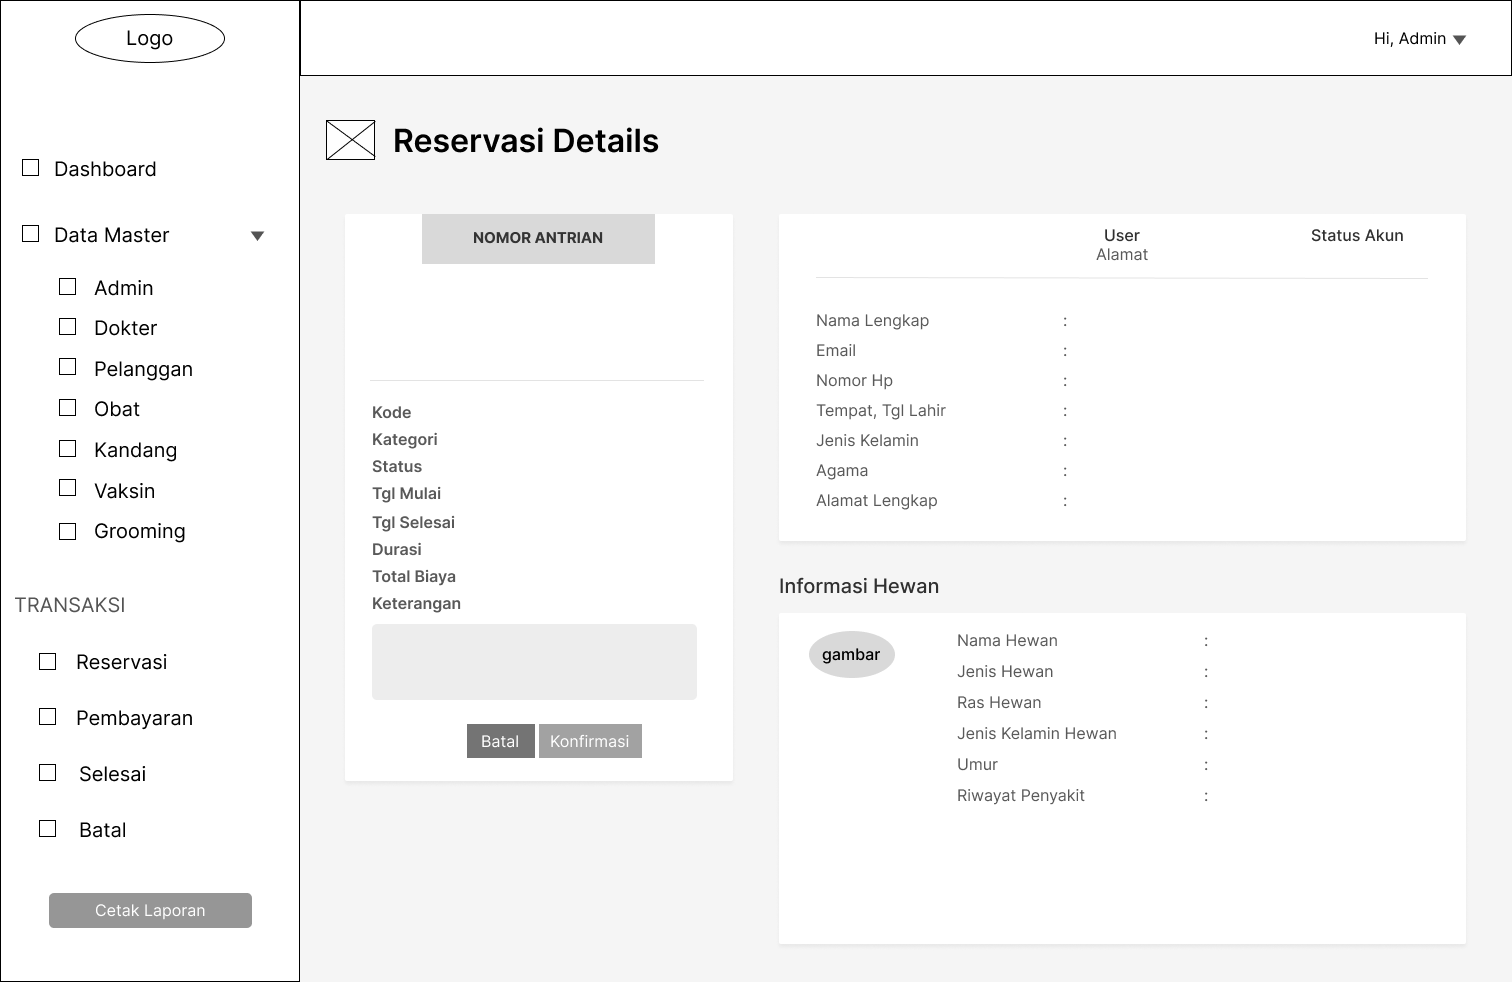 Logo
Hi, Admin
Dashboard
Data Master
Admin
Dokter
Pelanggan
Obat
Kandang
Vaksin
Grooming
TRANSAKSI
Reservasi
Pembayaran
Selesai
Batal
Cetak Laporan
Reservasi Details
NOMOR ANTRIAN
Kode
Kategori
Status
Tgl Mulai
Tgl Selesai
Durasi
Total Biaya
Keterangan
Batal Konfirmasi
User Status Akun
Alamat
Nama Lengkap :
Email :
Nomor Hp :
Tempat, Tgl Lahir :
Jenis Kelamin :
Agama :
Alamat Lengkap :
Informasi Hewan
gambar
Nama Hewan :
Jenis Hewan :
Ras Hewan :
Jenis Kelamin Hewan :
Umur :
Riwayat Penyakit :